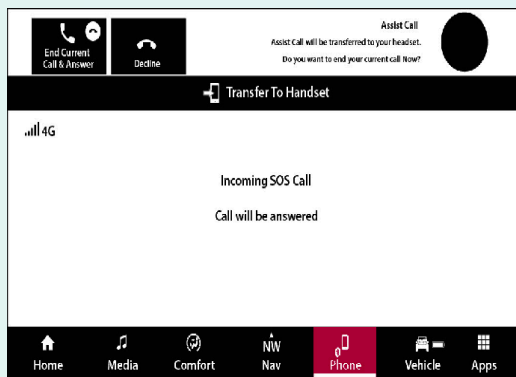 End Current
Call & Answer
Decline
Assist Call
Assist Call will be transferred to your headset.
Do you want to end your current call Now?
Transfer To Handset
4G
Incoming SOS Call
Call will be answered
Home
Media
Comfort
NW
Nav
Phone
Vehicle
Apps